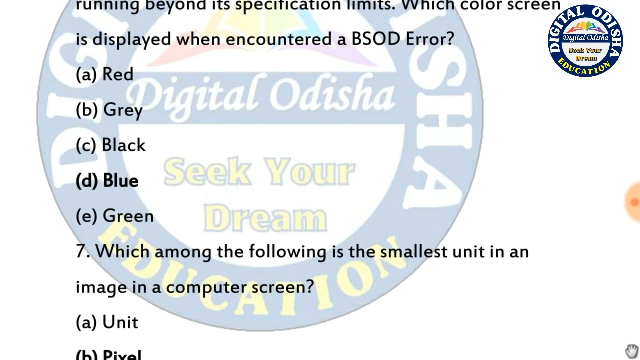 running beyond its specification limits. Which color screen
is displayed when encountered a BSOD Error?
(a) Red
(b) Grey
(c) Black
(d) Blue
(e) Green
7. Which among the following is the smallest unit in an
image in a computer screen?
(a) Unit
(b) Pixel
DIGITAL ODISHA
Digital Odisha
Seek Your
Dream
EDUCATION
DIGITAL ODISHA
Digital Odisha
Seek Your
Dream
EDUCATION